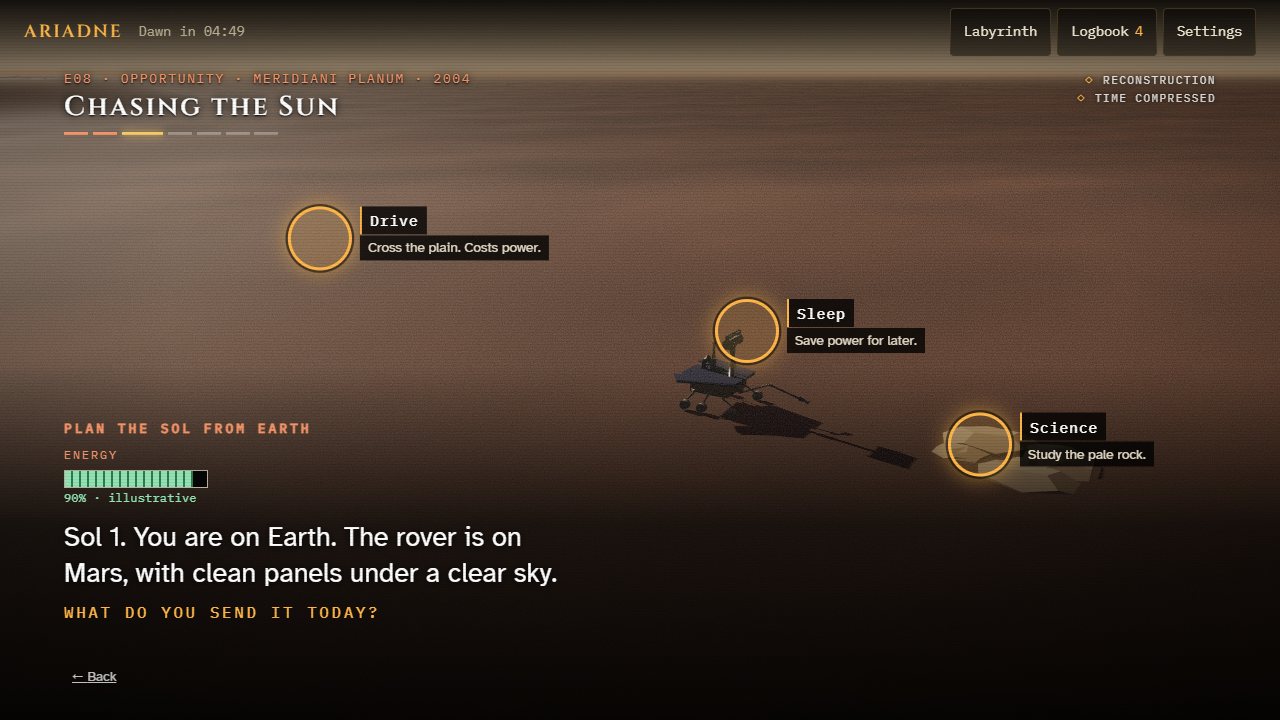 ARIADNE Dawn in 04:49
Labyrinth
Logbook 4
Settings
E08 · OPPORTUNITY · MERIDIANI PLANUM · 2004
Chasing the Sun
◇ RECONSTRUCTION
◇ TIME COMPRESSED
Drive
Cross the plain. Costs power.
Sleep
Save power for later.
Science
Study the pale rock.
PLAN THE SOL FROM EARTH
ENERGY
90% · illustrative
Sol 1. You are on Earth. The rover is on
Mars, with clean panels under a clear sky.
WHAT DO YOU SEND IT TODAY?
← Back